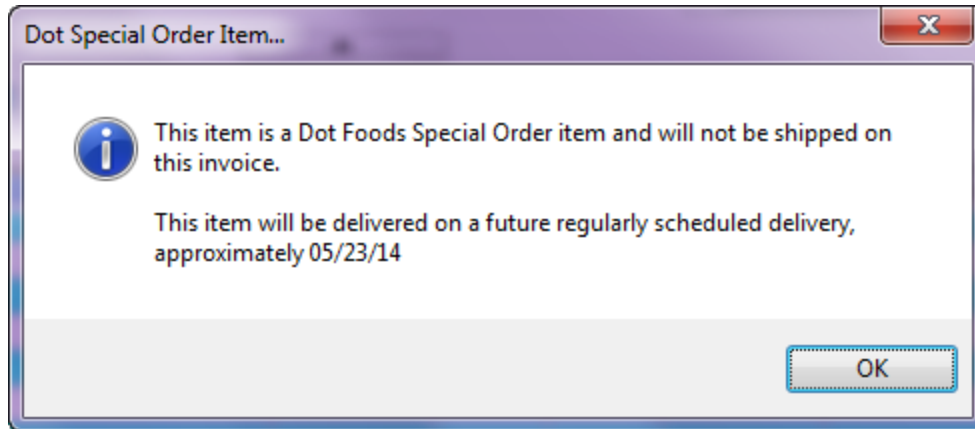 Dot Special Order Item...
This item is a Dot Foods Special Order item and will not be shipped on
this invoice.
This item will be delivered on a future regularly scheduled delivery,
approximately 05/23/14
OK